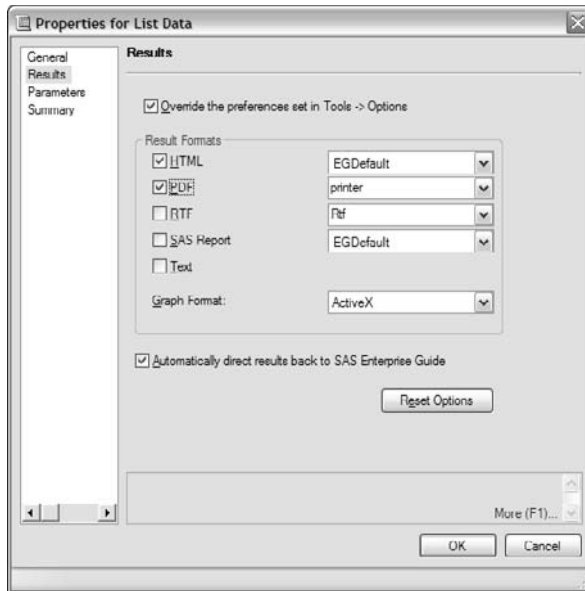 Properties for List Data
General
Results
Parameters
Summary
Results
Override the preferences set in Tools -> Options
Result Formats
HTML EGDefault
PDF printer
RTF Rtf
SAS Report EGDefault
Text
Graph Format: ActiveX
Automatically direct results back to SAS Enterprise Guide
Reset Options
More (F1)...
OK Cancel